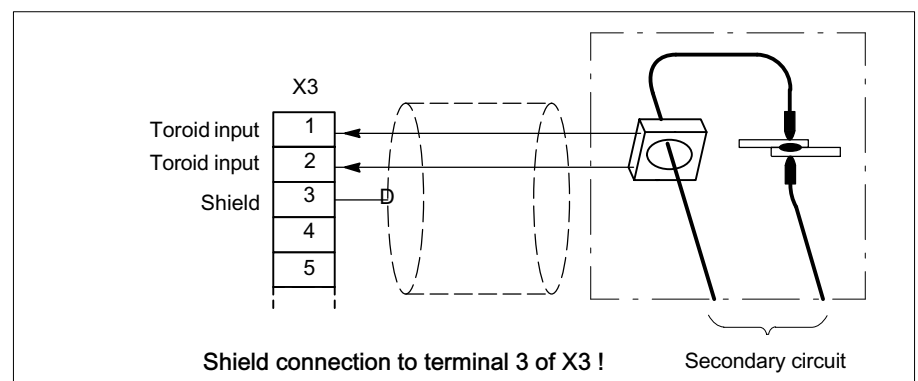 X3
Toroid input 1
Toroid input 2
Shield 3 D
4
5
Shield connection to terminal 3 of X3 !
Secondary circuit